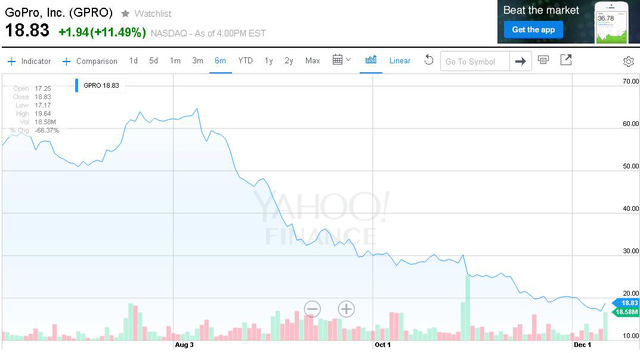 GoPro, Inc. (GPRO) ★ Watchlist
18.83 +1.94(+11.49%) NASDAQ - As of 4:00PM EST
Beat the market
Get the app
36.78
+ Indicator + Comparison 1d 5d 1m 3m 6m YTD 1y 2y 5y Max Linear Go To Symbol
GPRO 18.83
Open 17.25
Close 18.83
Low 17.17
High 19.64
Vol 18.58M
% Chg -66.37%
70.00
60.00
50.00
40.00
30.00
20.00
18.83
18.58M
10.00
YAHOO!
FINANCE
Aug 3 Oct 1 Dec 1